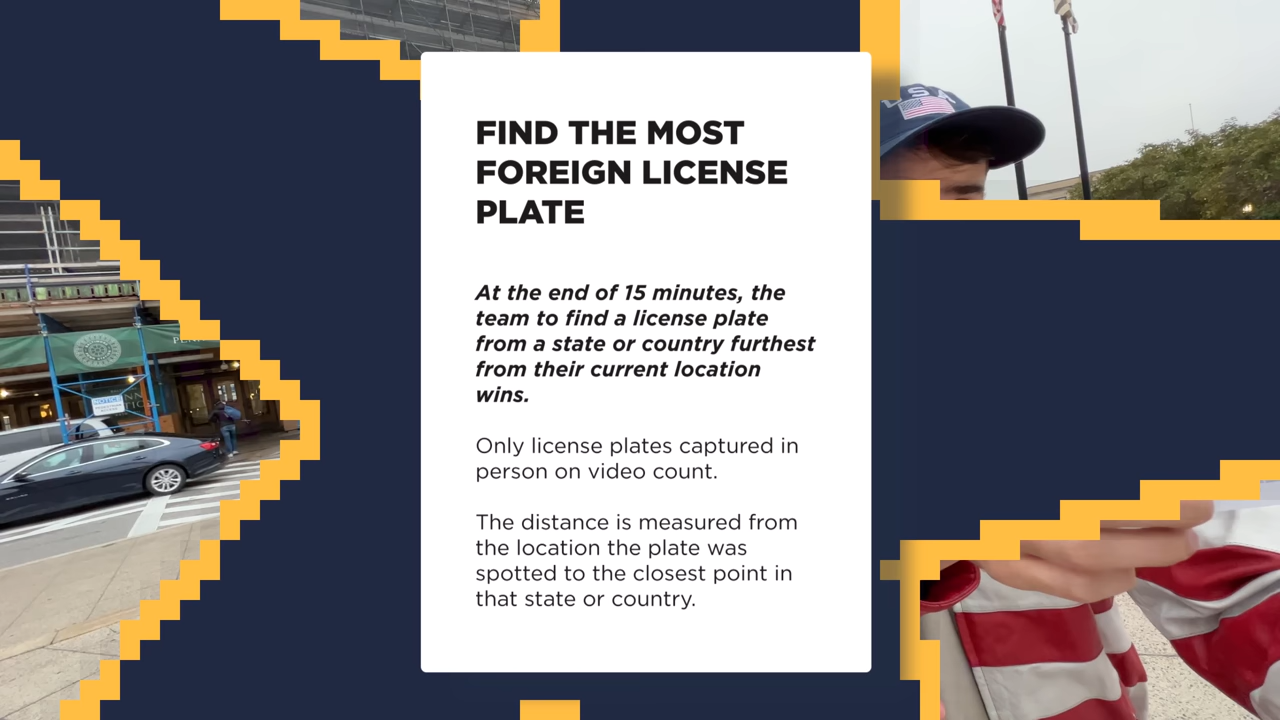 FIND THE MOST
FOREIGN LICENSE
PLATE
At the end of 15 minutes, the
team to find a license plate
from a state or country furthest
from their current location
wins.
Only license plates captured in
person on video count.
The distance is measured from
the location the plate was
spotted to the closest point in
that state or country.
USA
NOTICE